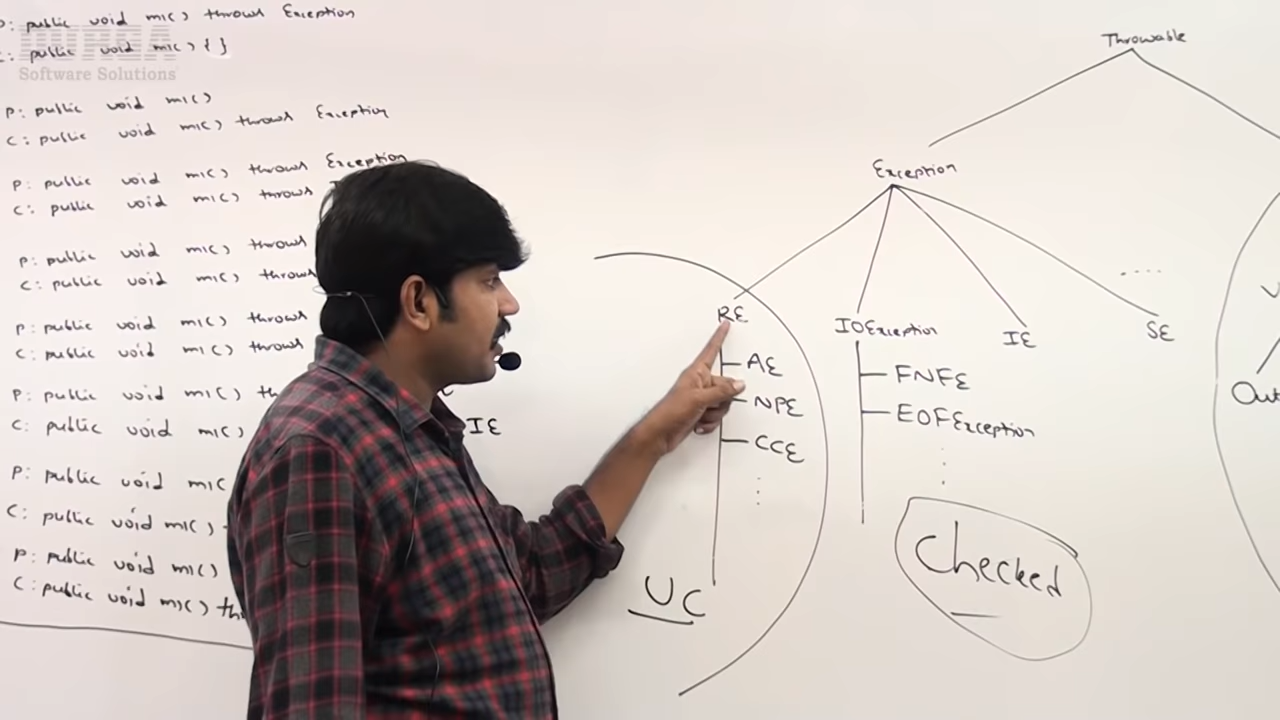 P: public void m1() throws Exception
C: public void m1() { }
DURGA
Software Solutions
P: public void m1()
C: public void m1() throws Exception
P: public void m1() throws Exception
C: public void m1() throws
P: public void m1() throws
C: public void m1() throws
P: public void m1() throws
C: public void m1() throws
P: public void m1()
C: public void m1()
IE
P: public void m1
C: public void m1()
P: public void m1()
C: public void m1()
Throwable
Exception
RE
AE
NPE
CCE
UC
IOException
FNFE
EOFException
IE
SE
Checked
Out